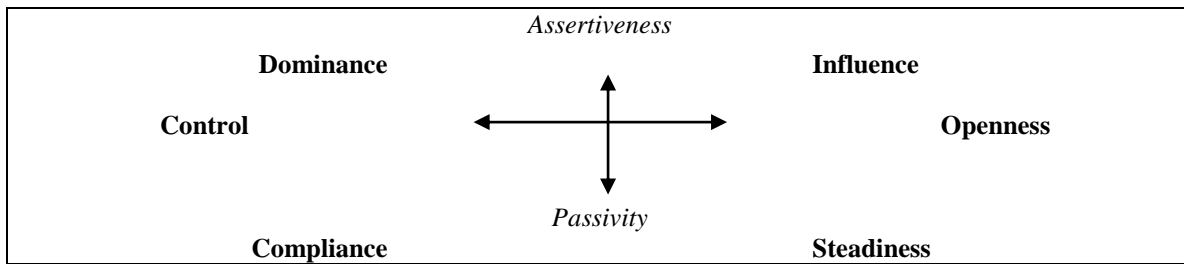 Assertiveness
Dominance Influence
Control Openness
Passivity
Compliance Steadiness